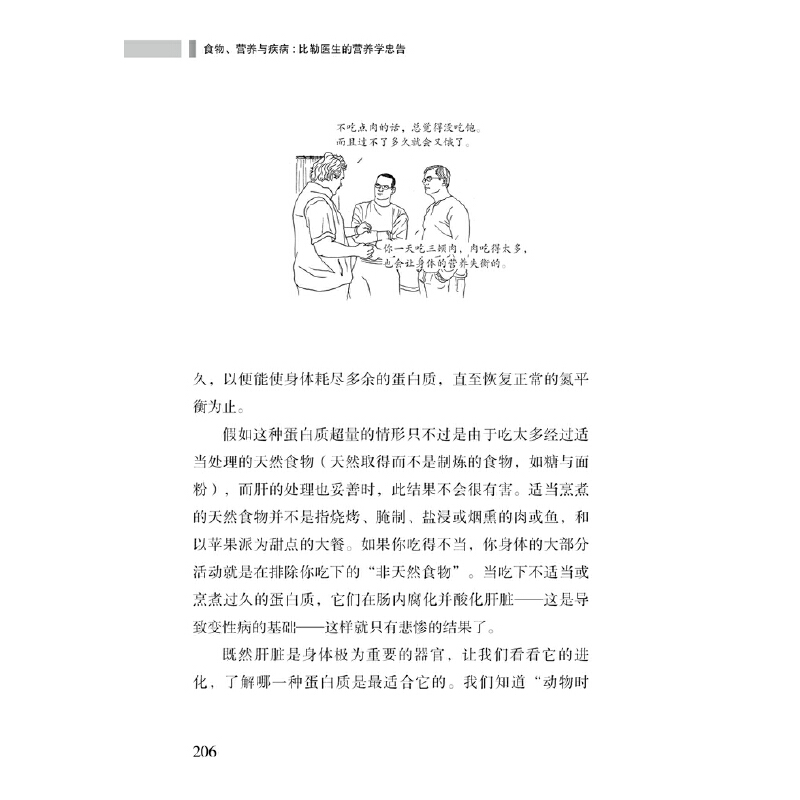 食物、营养与疾病：比勒医生的营养学忠告
不吃点肉的话，总觉得没吃饱。
而且过不了多久就会又饿了。
你一天吃三顿肉，肉吃得太多，
也会让身体的营养失衡的。
久，以便能使身体耗尽多余的蛋白质，直至恢复正常的氮平
衡为止。
假如这种蛋白质超量的情形只不过是由于吃太多经过适
当处理的天然食物（天然取得而不是制炼的食物，如糖与面
粉），而肝的处理也妥善时，此结果不会很有害。适当烹煮
的天然食物并不是指烧烤、腌制、盐浸或烟熏的肉或鱼，和
以苹果派为甜点的大餐。如果你吃得不当，你身体的大部分
活动就是在排除你吃下的“非天然食物”。当吃下不适当或
烹煮过久的蛋白质，它们在肠内腐化并酸化肝脏——这是导
致变性病的基础——这样就只有悲惨的结果了。
既然肝脏是身体极为重要的器官，让我们看看它的进
化，了解哪一种蛋白质是最适合它的。我们知道“动物时
206